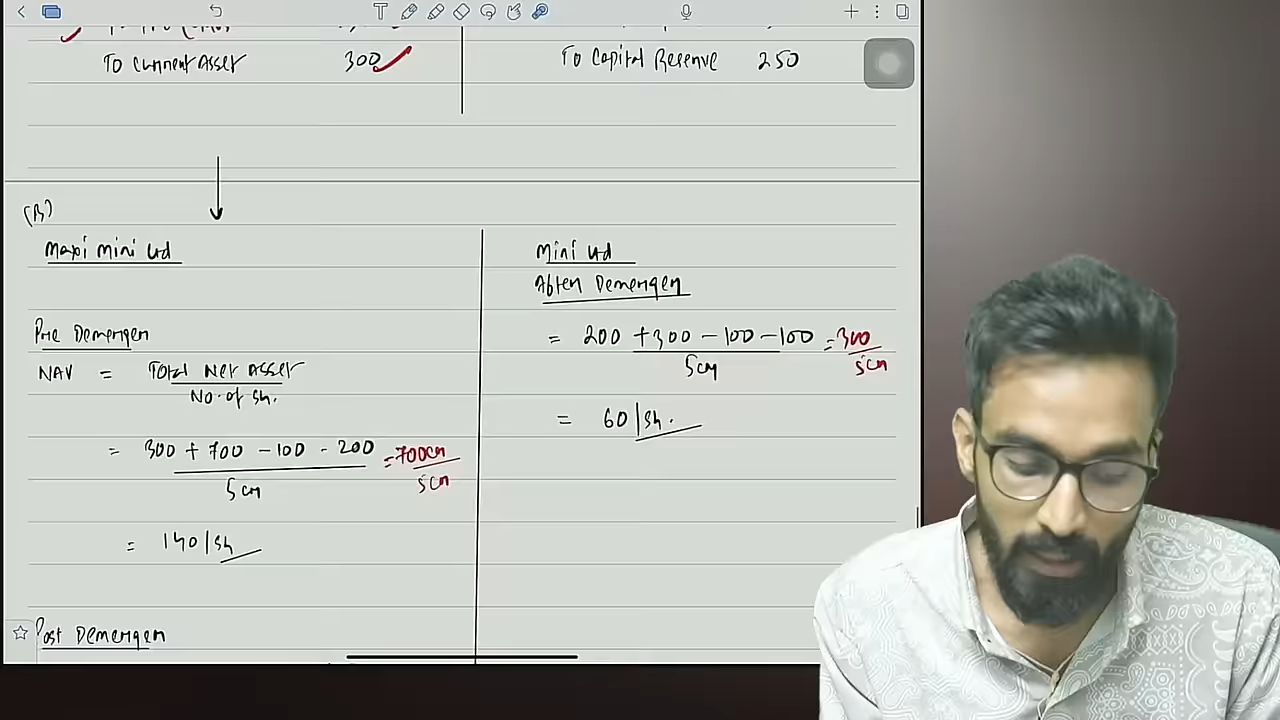 To Current Asset 300
To Capital Reserve 250
(B)
Maxi Mini Ltd
Pre Demerger
NAV = Total Net Asset
No. of Sh.
= 300 + 700 - 100 - 200 = 700cr
5cr 5cr
= 140/sh
Post Demerger
Mini Ltd
After Demerger
= 200 + 300 - 100 - 100 = 300
5cr 5cr
= 60/sh.